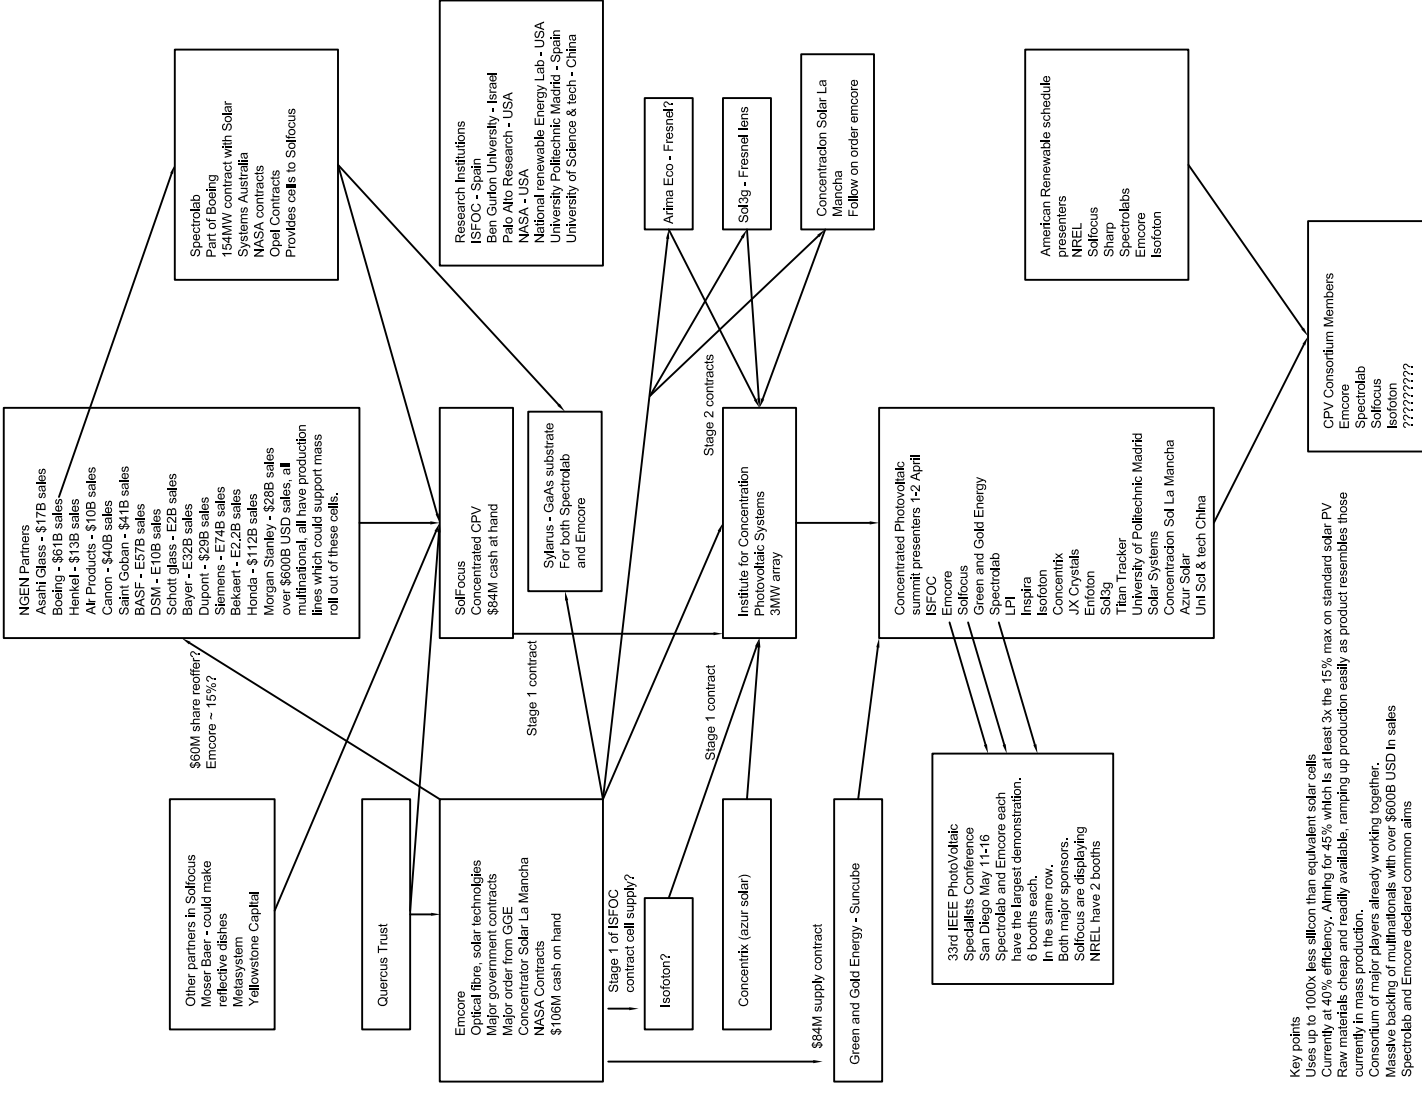 NGEN Partners
Asahi Glass - $17B sales
Boeing - $61B sales
Henkel - $13B sales
Air Products - $10B sales
Canon - $40B sales
Saint Goban - $41B sales
BASF - E57B sales
DSM - E10B sales
Schott glass - E2B sales
Bayer - E32B sales
Dupont - $29B sales
Siemens - E74B sales
Bekaert - E2.2B sales
Honda - $112B sales
Morgan Stanley - $28B sales
over $600B USD sales, all
multinational, all have production
lines which could support mass
roll out of these cells.
Spectrolab
Part of Boeing
154MW contract with Solar
Systems Australia
NASA contracts
Opel Contracts
Provides cells to Solfocus
$60M share reoffer?
Emcore ~ 15%?
Other partners in Solfocus
Moser Baer - could make
reflective dishes
Metasystem
Yellowstone Capital
Quercus Trust
Emcore
Optical fibre, solar technolgies
Major government contracts
Major order from GGE
Concentrator Solar La Mancha
NASA Contracts
$106M cash on hand
SolFocus
Concentrated CPV
$84M cash at hand
Research Institutions
ISFOC - Spain
Ben Gurion University - Israel
Palo Alto Research - USA
NASA - USA
National renewable Energy Lab - USA
University Politechnic Madrid - Spain
University of Science & tech - China
Stage 1 contract
Sylarus - GaAs substrate
For both Spectrolab
and Emcore
Stage 1 of ISFOC
contract cell supply?
Isofoton?
Stage 1 contract
Stage 2 contracts
Arima Eco - Fresnel?
Sol3g - Fresnel lens
Concentracion Solar La
Mancha
Follow on order emcore
Concentrix (azur solar)
Institute for Concentration
Photovoltaic Systems
3MW array
$84M supply contract
Green and Gold Energy - Suncube
Concentrated Photovoltaic
summit presenters 1-2 April
ISFOC
Emcore
Solfocus
Green and Gold Energy
Spectrolab
LPI
Inspira
Isofoton
Concentrix
JX Crystals
Enfoton
Sol3g
Titan Tracker
University of Politechnic Madrid
Solar Systems
Concentracion Sol La Mancha
Azur Solar
Uni Sci & tech China
33rd IEEE PhotoVoltaic
Specialists Conference
San Diego May 11-16
Spectrolab and Emcore each
have the largest demonstration.
6 booths each.
In the same row.
Both major sponsors.
Solfocus are displaying
NREL have 2 booths
American Renewable schedule
presenters
NREL
Solfocus
Sharp
Spectrolabs
Emcore
Isofoton
CPV Consortium Members
Emcore
Spectrolab
Solfocus
Isofoton
?????????
Key points
Uses up to 1000x less silicon than equivalent solar cells
Currently at 40% efficiency. Aiming for 45% which is at least 3x the 15% max on standard solar PV
Raw materials cheap and readily available, ramping up production easily as product resembles those
currently in mass production.
Consortium of major players already working together.
Massive backing of multinationals with over $600B USD in sales
Spectrolab and Emcore declared common aims